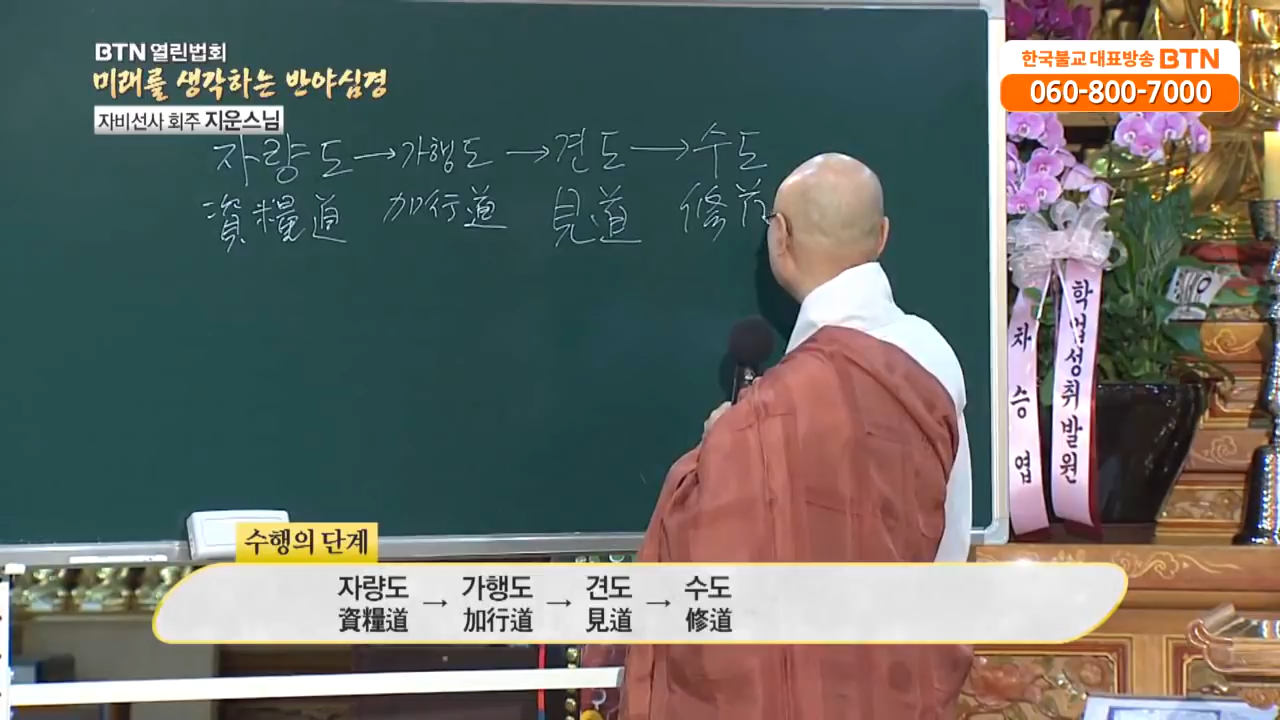 BTN 열린법회
미래를 생각하는 반야심경
자비선사 회주 지운스님
한국불교 대표방송 BTN
060-800-7000
자량도→가행도→견도→수도
資糧道 加行道 見道 修
차승엽
학업성취발원
수행의 단계
자량도 → 가행도 → 견도 → 수도
資糧道 加行道 見道 修道